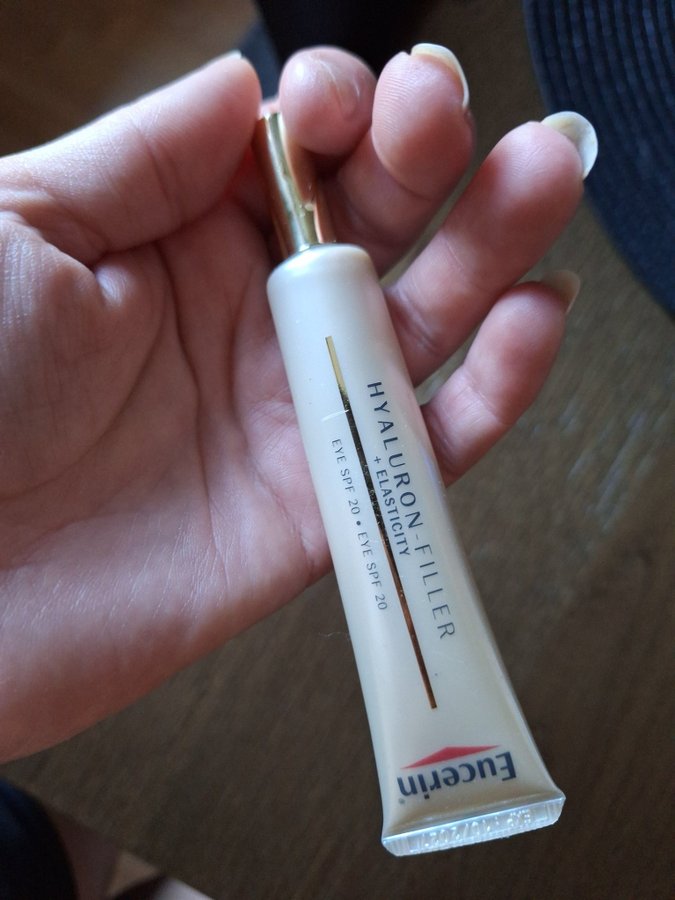 HYALURON-FILLER
+ ELASTICITY
EYE SPF 20 • EYE SPF 20
Eucerin®